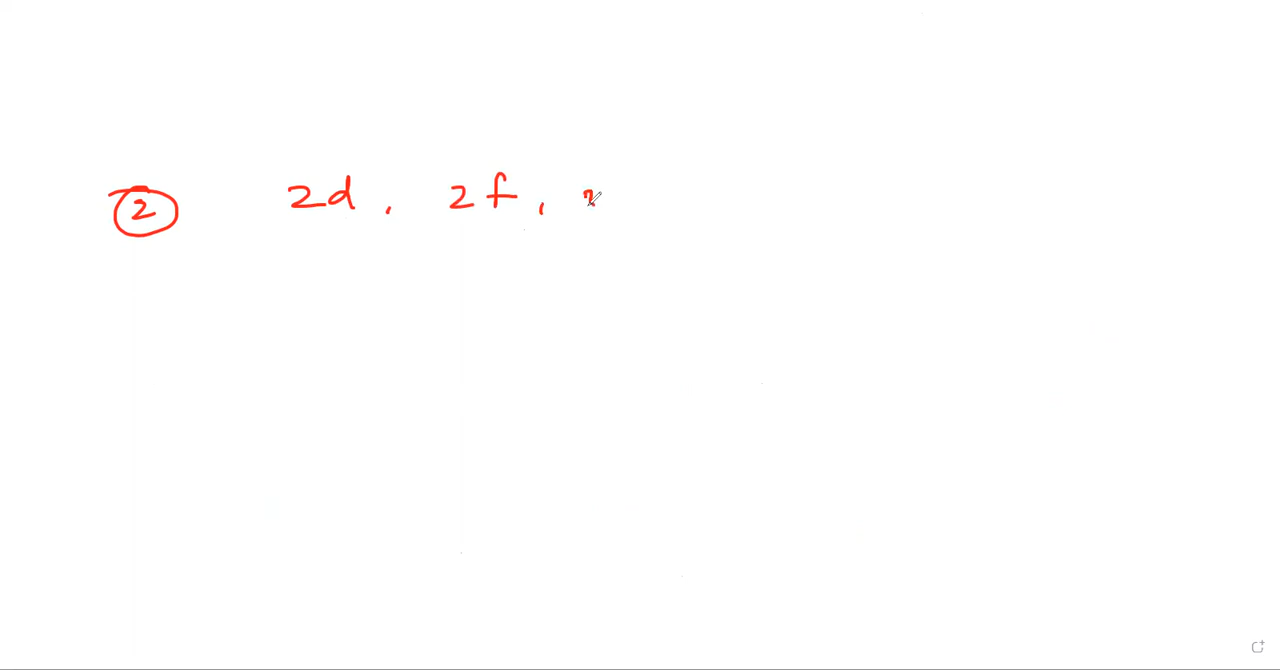 ② 2d, 2f,